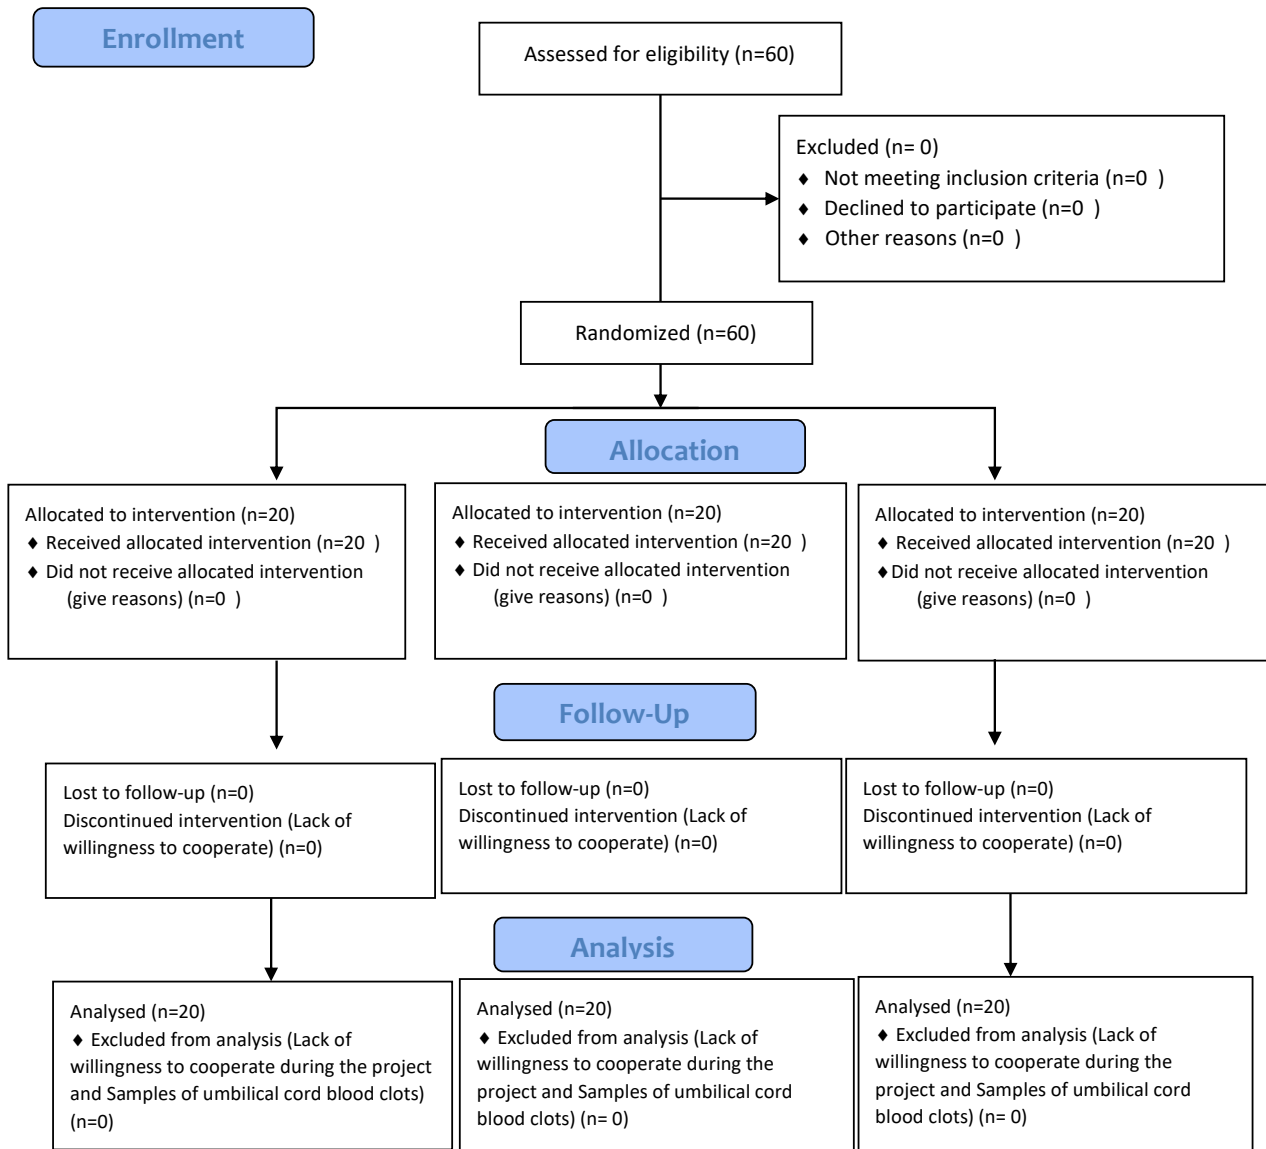 Enrollment
Assessed for eligibility (n=60)
Excluded (n= 0)
♦ Not meeting inclusion criteria (n=0 )
♦ Declined to participate (n=0 )
♦ Other reasons (n=0 )
Randomized (n=60)
Allocation
Allocated to intervention (n=20)
♦ Received allocated intervention (n=20 )
♦ Did not receive allocated intervention
(give reasons) (n=0 )
Allocated to intervention (n=20)
♦ Received allocated intervention (n=20 )
♦ Did not receive allocated intervention
(give reasons) (n=0 )
Allocated to intervention (n=20)
♦ Received allocated intervention (n=20 )
♦Did not receive allocated intervention
(give reasons) (n=0 )
Follow-Up
Lost to follow-up (n=0)
Discontinued intervention (Lack of
willingness to cooperate) (n=0)
Lost to follow-up (n=0)
Discontinued intervention (Lack of
willingness to cooperate) (n=0)
Lost to follow-up (n=0)
Discontinued intervention (Lack of
willingness to cooperate) (n=0)
Analysis
Analysed (n=20)
♦ Excluded from analysis (Lack of
willingness to cooperate during the project
and Samples of umbilical cord blood clots)
(n=0)
Analysed (n=20)
♦ Excluded from analysis (Lack of
willingness to cooperate during the
project and Samples of umbilical cord
blood clots) (n= 0)
Analysed (n=20)
♦ Excluded from analysis (Lack of
willingness to cooperate during the
project and Samples of umbilical cord
blood clots) (n= 0)